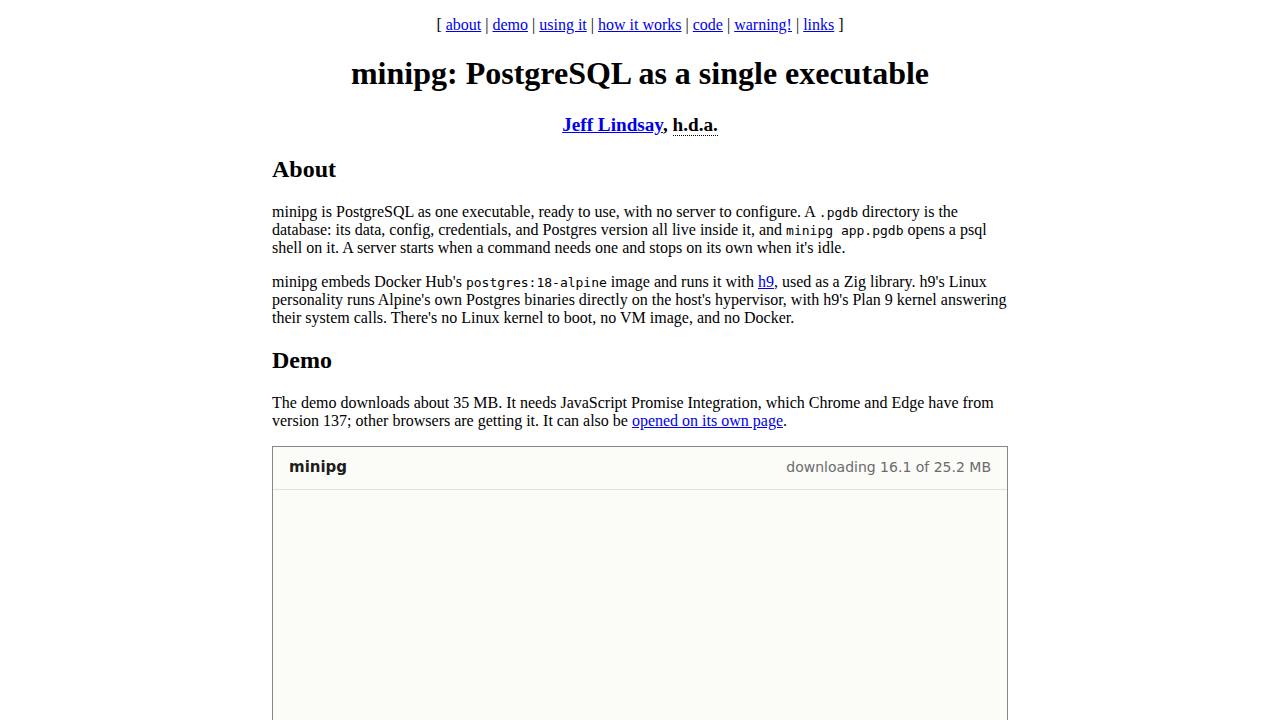 [ about | demo | using it | how it works | code | warning! | links ]
minipg: PostgreSQL as a single executable
Jeff Lindsay, h.d.a.
About
minipg is PostgreSQL as one executable, ready to use, with no server to configure. A .pgdb directory is the
database: its data, config, credentials, and Postgres version all live inside it, and minipg app.pgdb opens a psql
shell on it. A server starts when a command needs one and stops on its own when it's idle.
minipg embeds Docker Hub's postgres:18-alpine image and runs it with h9, used as a Zig library. h9's Linux
personality runs Alpine's own Postgres binaries directly on the host's hypervisor, with h9's Plan 9 kernel answering
their system calls. There's no Linux kernel to boot, no VM image, and no Docker.
Demo
The demo downloads about 35 MB. It needs JavaScript Promise Integration, which Chrome and Edge have from
version 137; other browsers are getting it. It can also be opened on its own page.
minipg downloading 16.1 of 25.2 MB